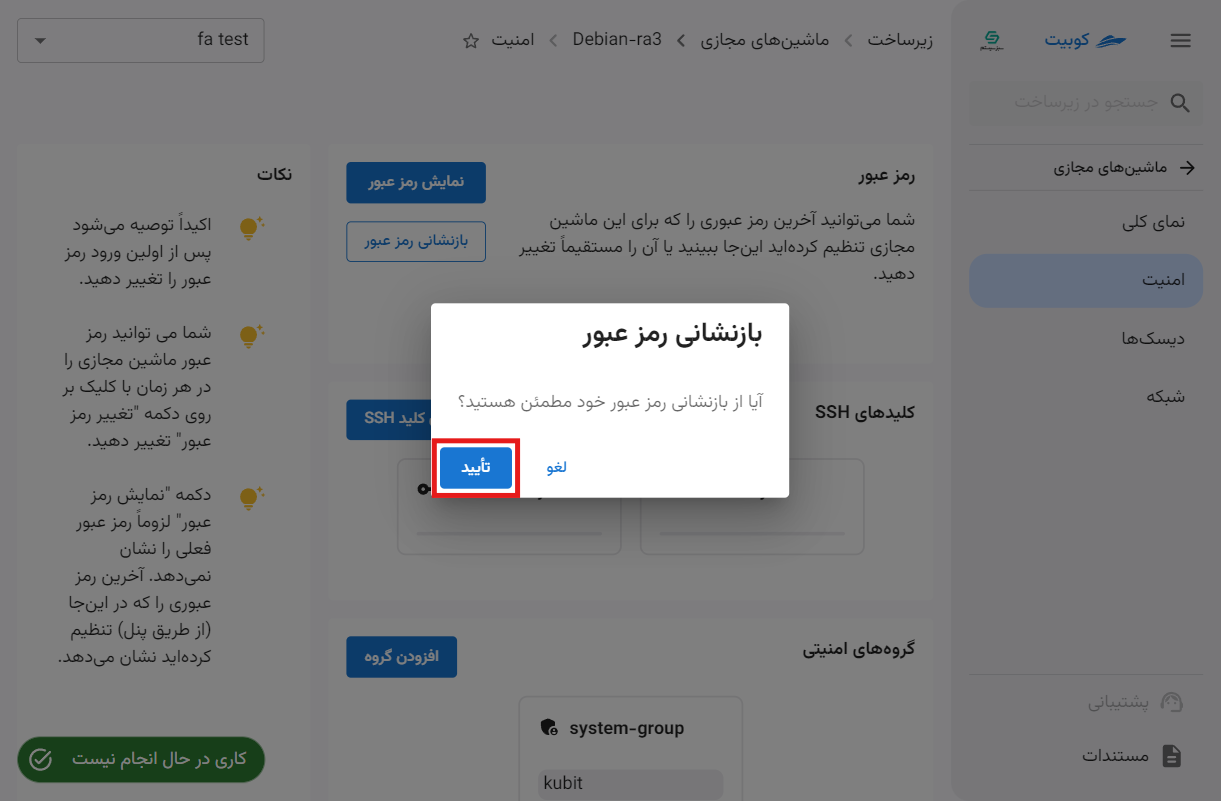 کوبیت
زیرساخت
ماشین‌های مجازی
Debian-ra3
امنیت
fa test
جستجو در زیرساخت
ماشین‌های مجازی
نمای کلی
امنیت
دیسک‌ها
شبکه
پشتیبانی
مستندات
رمز عبور
نمایش رمز عبور
شما می‌توانید آخرین رمز عبوری را که برای این ماشین
مجازی تنظیم کرده‌اید این‌جا ببینید یا آن را مستقیماً تغییر
دهید.
بازنشانی رمز عبور
بازنشانی رمز عبور
آیا از بازنشانی رمز عبور خود مطمئن هستید؟
لغو
تأیید
کلیدهای SSH
کلید SSH
گروه‌های امنیتی
افزودن گروه
system-group
kubit
نکات
اکیداً توصیه می‌شود
پس از اولین ورود رمز
عبور را تغییر دهید.
شما می توانید رمز
عبور ماشین مجازی را
در هر زمان با کلیک بر
روی دکمه "تغییر رمز
عبور" تغییر دهید.
دکمه "نمایش رمز
عبور" لزوماً رمز عبور
فعلی را نشان
نمی‌دهد. آخرین رمز
عبوری را که در این‌جا
(از طریق پنل) تنظیم
کرده‌اید نشان می‌دهد.
کاری در حال انجام نیست